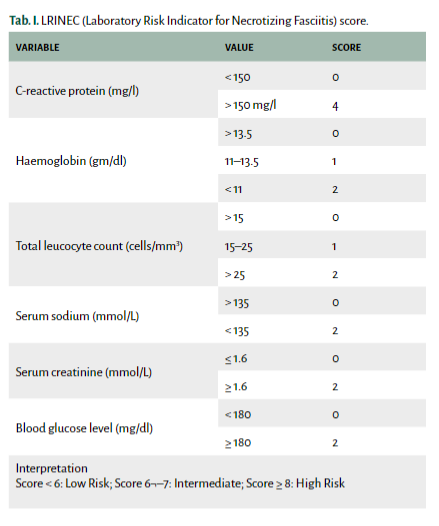 Tab. I. LRINEC (Laboratory Risk Indicator for Necrotizing Fasciitis) score.
VARIABLE VALUE SCORE
C-reactive protein (mg/l)
<150 0
>150 mg/l 4
Haemoglobin (gm/dl)
>13.5 0
11–13.5 1
<11 2
Total leucocyte count (cells/mm³)
>15 0
15–25 1
>25 2
Serum sodium (mmol/L)
>135 0
<135 2
Serum creatinine (mmol/L)
≤1.6 0
≥1.6 2
Blood glucose level (mg/dl)
<180 0
≥180 2
Interpretation
Score < 6: Low Risk; Score 6¬–7: Intermediate; Score ≥ 8: High Risk